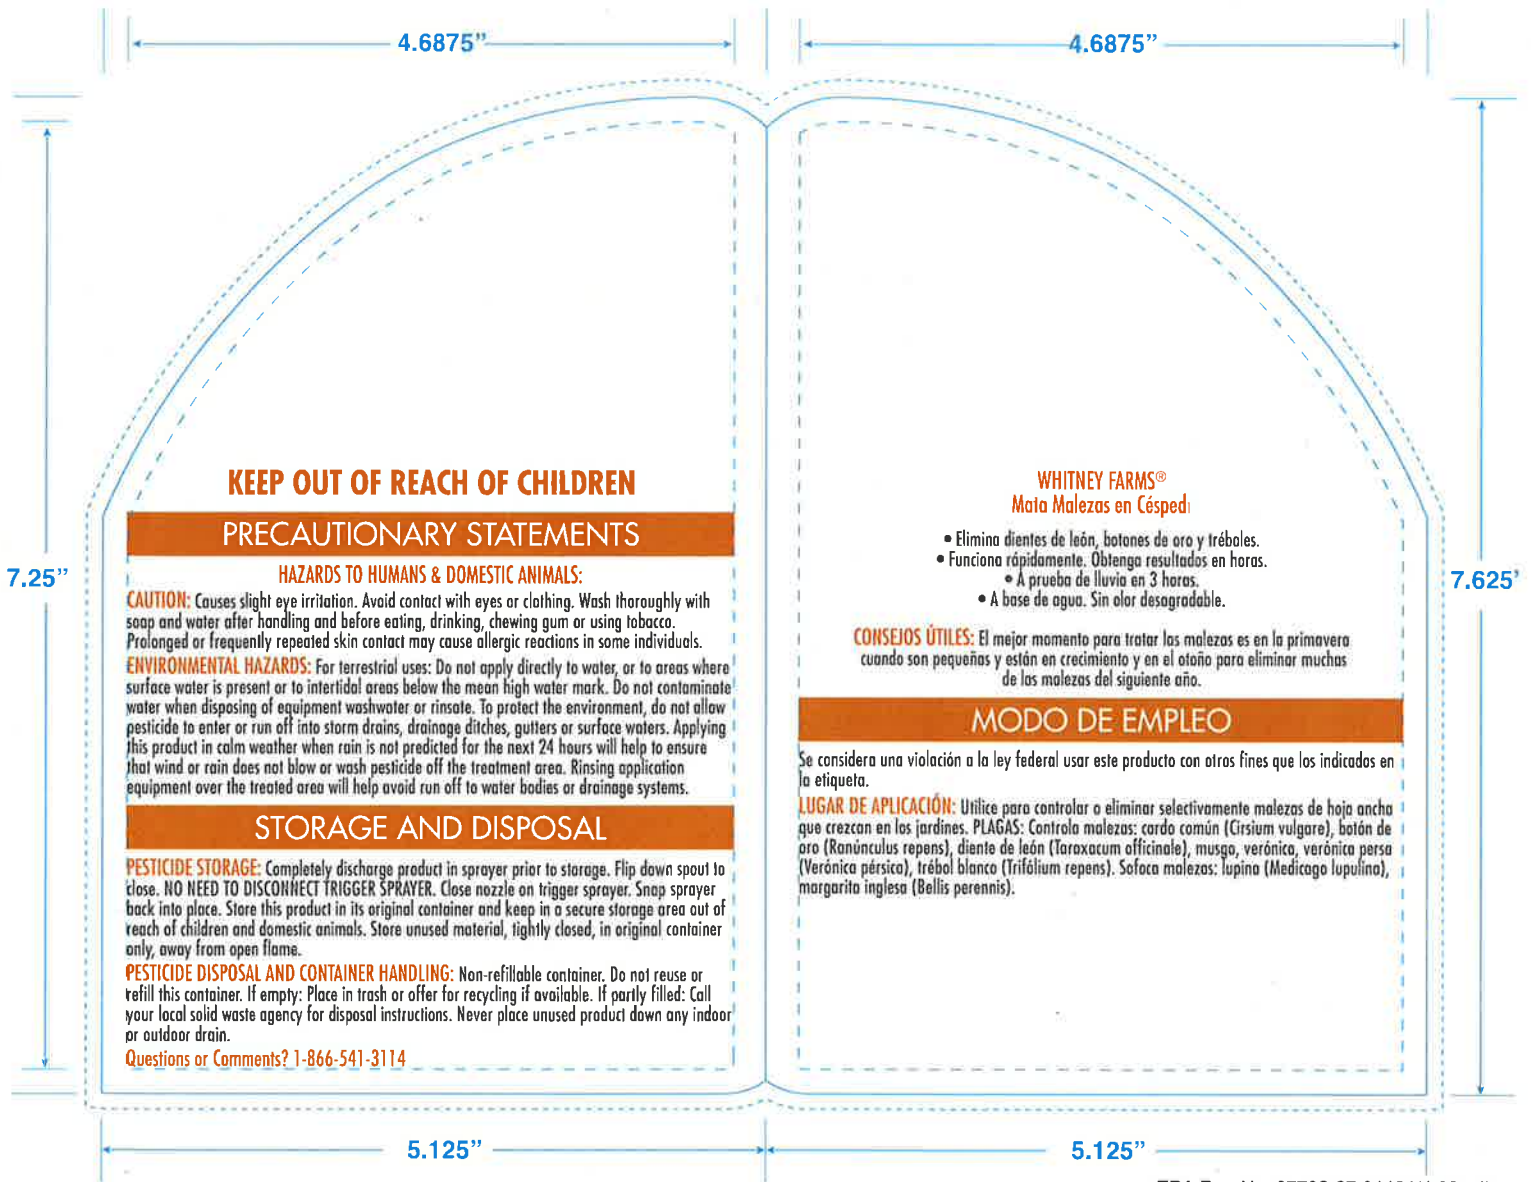 4.6875”
4.6875”
7.25”
KEEP OUT OF REACH OF CHILDREN
PRECAUTIONARY STATEMENTS
HAZARDS TO HUMANS & DOMESTIC ANIMALS:
CAUTION: Causes slight eye irritation. Avoid contact with eyes or clothing. Wash thoroughly with
soap and water after handling and before eating, drinking, chewing gum or using tobacco.
Prolonged or frequently repeated skin contact may cause allergic reactions in some individuals.
ENVIRONMENTAL HAZARDS: For terrestrial uses: Do not apply directly to water, or to areas where
surface water is present or to intertidal areas below the mean high water mark. Do not contaminate
water when disposing of equipment washwater or rinsate. To protect the environment, do not allow
pesticide to enter or run off into storm drains, drainage ditches, gutters or surface waters. Applying
this product in calm weather when rain is not predicted for the next 24 hours will help to ensure
that wind or rain does not blow or wash pesticide off the treatment area. Rinsing application
equipment over the treated area will help avoid run off to water bodies or drainage systems.
STORAGE AND DISPOSAL
PESTICIDE STORAGE: Completely discharge product in sprayer prior to storage. Flip down spout to
close. NO NEED TO DISCONNECT TRIGGER SPRAYER. Close nozzle on trigger sprayer. Snap sprayer
back into place. Store this product in its original container and keep in a secure storage area out of
reach of children and domestic animals. Store unused material, tightly closed, in original container
only, away from open flame.
PESTICIDE DISPOSAL AND CONTAINER HANDLING: Non-refillable container. Do not reuse or
refill this container. If empty: Place in trash or offer for recycling if available. If partly filled: Call
your local solid waste agency for disposal instructions. Never place unused product down any indoor
or outdoor drain.
Questions or Comments? 1-866-541-3114
5.125”
WHITNEY FARMS®
Mata Malezas en Césped
• Elimina dientes de león, botones de oro y tréboles.
• Funciona rápidamente. Obtenga resultados en horas.
• A prueba de lluvia en 3 horas.
• A base de agua. Sin olor desagradable.
CONSEJOS ÚTILES: El mejor momento para tratar las malezas es en la primavera
cuando son pequeñas y están en crecimiento y en el otoño para eliminar muchas
de las malezas del siguiente año.
MODO DE EMPLEO
Se considera una violación a la ley federal usar este producto con otros fines que los indicados en
la etiqueta.
LUGAR DE APLICACIÓN: Utilice para controlar o eliminar selectivamente malezas de hoja ancha
que crezcan en los jardines. PLAGAS: Controla malezas: cardo común (Cirsium vulgare), botón de
oro (Ranúnculus repens), diente de león (Taraxacum officinale), musgo, verónica, verónica persa
(Verónica pérsica), trébol blanco (Trifólium repens). Sofoca malezas: lupina (Medicago lupulina),
margarita inglesa (Bellis perennis).
7.625’
5.125”